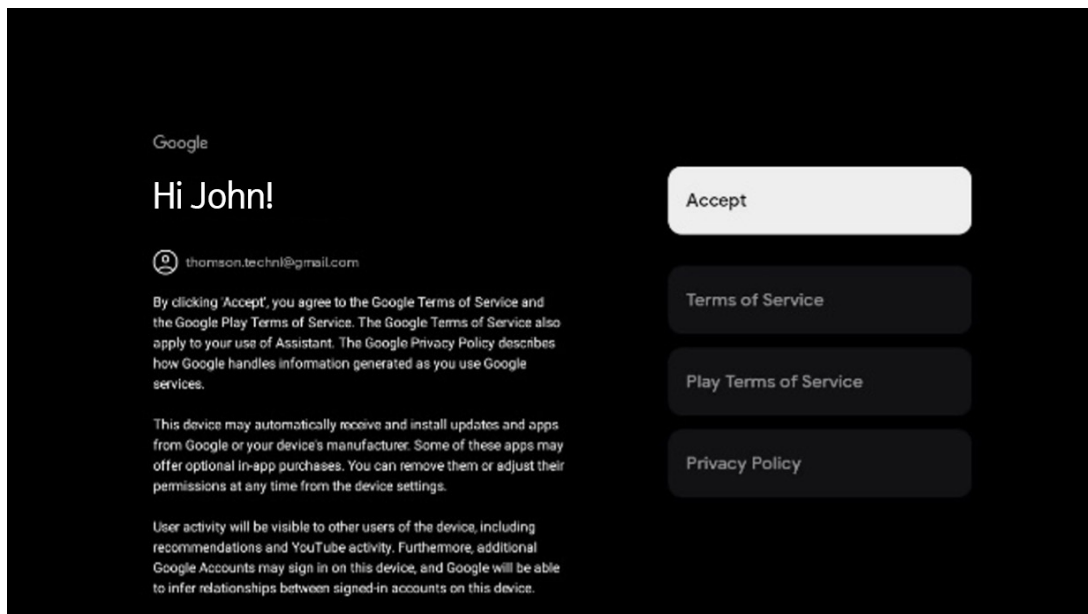 Google
Hi John!
thomson.technl@gmail.com
By clicking 'Accept', you agree to the Google Terms of Service and
the Google Play Terms of Service. The Google Terms of Service also
apply to your use of Assistant. The Google Privacy Policy describes
how Google handles information generated as you use Google
services.
This device may automatically receive and install updates and apps
from Google or your device's manufacturer. Some of these apps may
offer optional in-app purchases. You can remove them or adjust their
permissions at any time from the device settings.
User activity will be visible to other users of the device, including
recommendations and YouTube activity. Furthermore, additional
Google Accounts may sign in on this device, and Google will be able
to infer relationships between signed-in accounts on this device.
Accept
Terms of Service
Play Terms of Service
Privacy Policy